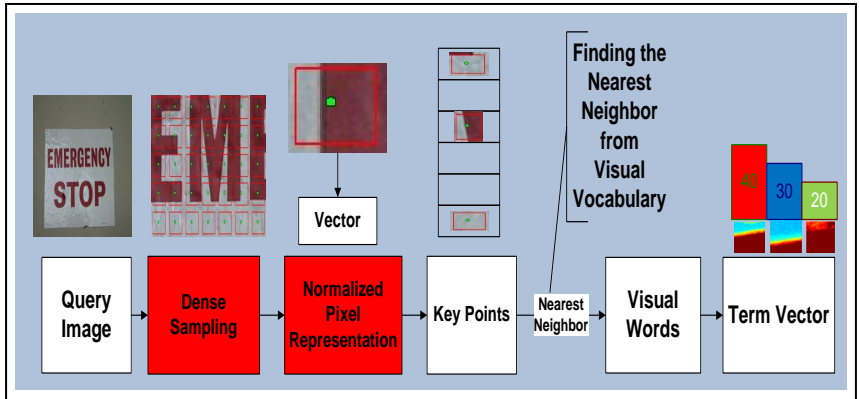 Finding the
Nearest
Neighbor
from
Visual
Vocabulary
EMERGENCY
STOP
EME
Vector
40
30
20
Query
Image
Dense
Sampling
Normalized
Pixel
Representation
Key Points
Nearest
Neighbor
Visual
Words
Term Vector